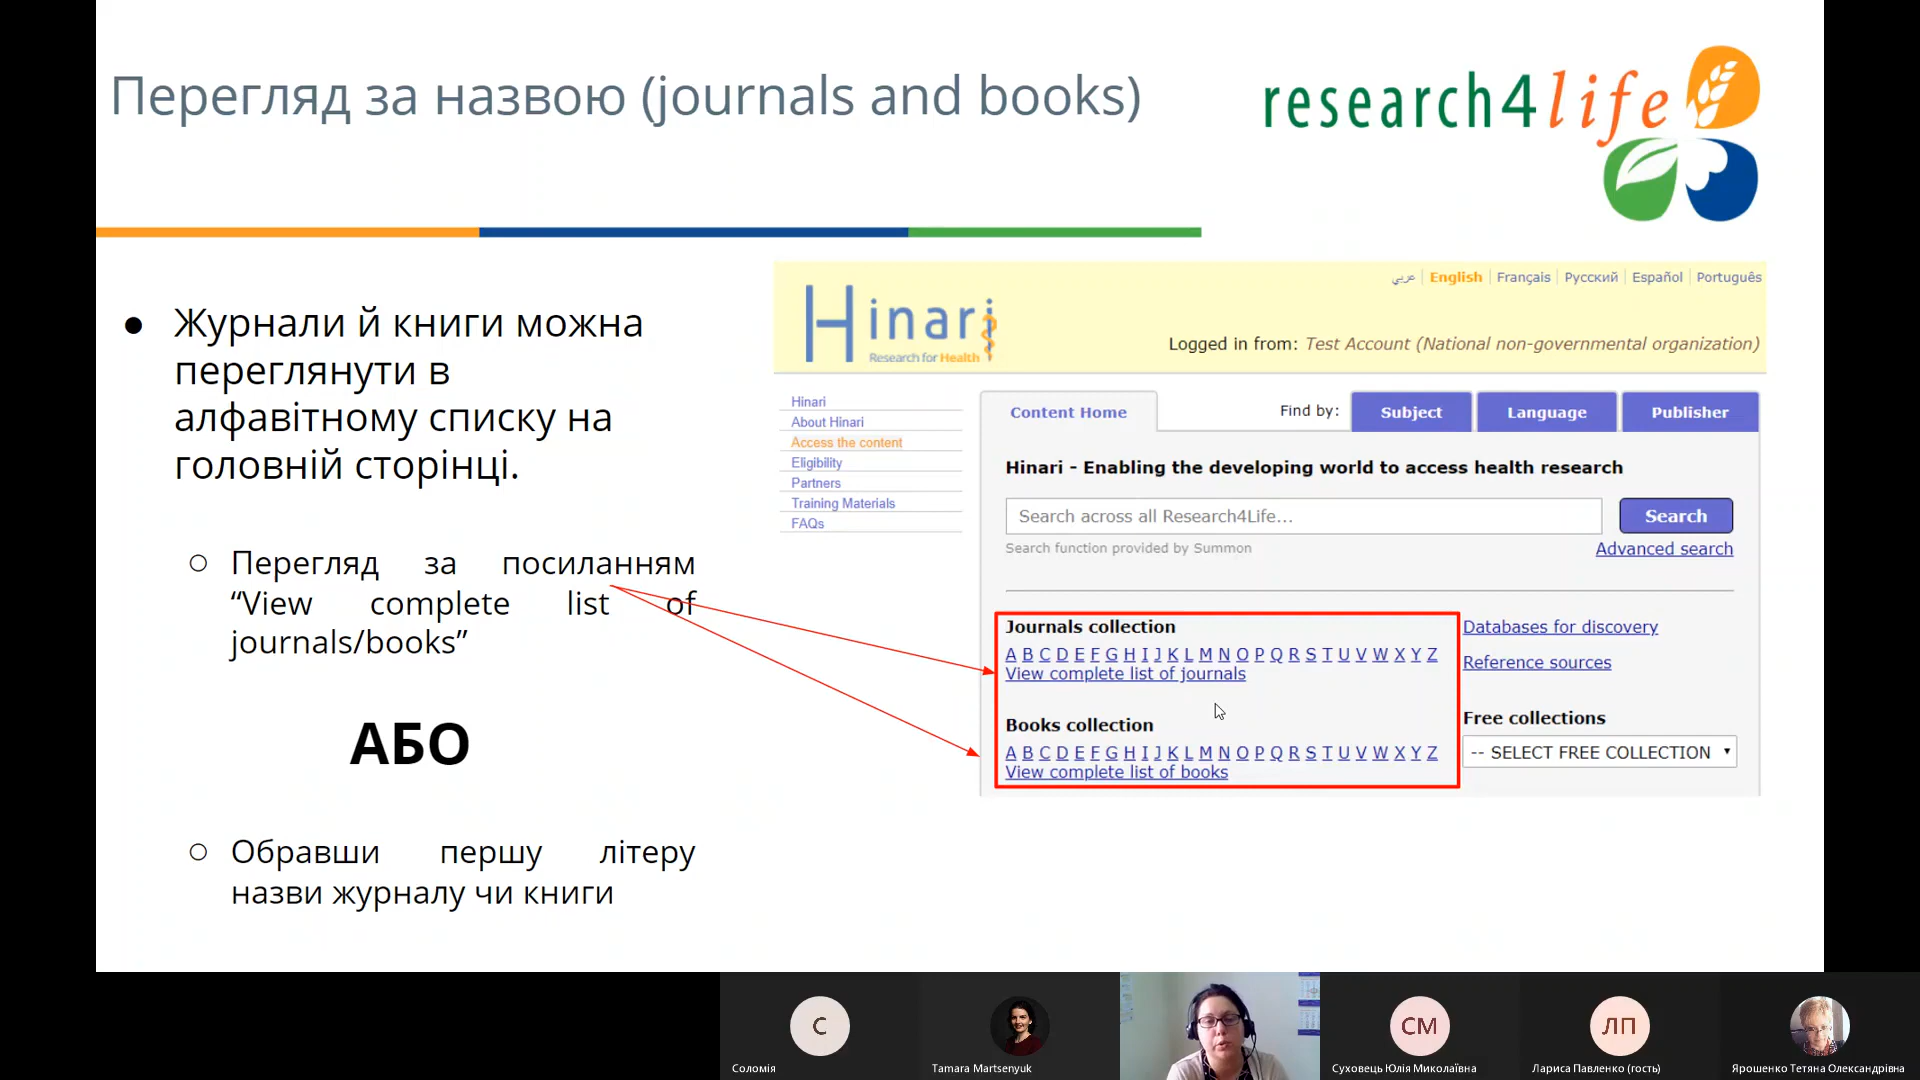 Перегляд за назвою (journals and books)
research4life
● Журнали й книги можна
переглянути в
алфавітному списку на
головній сторінці.
○ Перегляд за посиланням
“View complete list of
journals/books”
АБО
○ Обравши першу літеру
назви журналу чи книги
عربي | English | Français | Русский | Español | Português
Hinari
Research for Health
Logged in from: Test Account (National non-governmental organization)
Hinari
About Hinari
Access the content
Eligibility
Partners
Training Materials
FAQs
Content Home
Find by:
Subject
Language
Publisher
Hinari - Enabling the developing world to access health research
Search across all Research4Life...
Search
Search function provided by Summon
Advanced search
Journals collection
A B C D E F G H I J K L M N O P Q R S T U V W X Y Z
View complete list of journals
Books collection
A B C D E F G H I J K L M N O P Q R S T U V W X Y Z
View complete list of books
Databases for discovery
Reference sources
Free collections
-- SELECT FREE COLLECTION
С
СМ
ЛП
Соломія
Tamara Martsenyuk
Суховець Юлія Миколаївна
Лариса Павленко (гость)
Ярошенко Тетяна Олександрівна